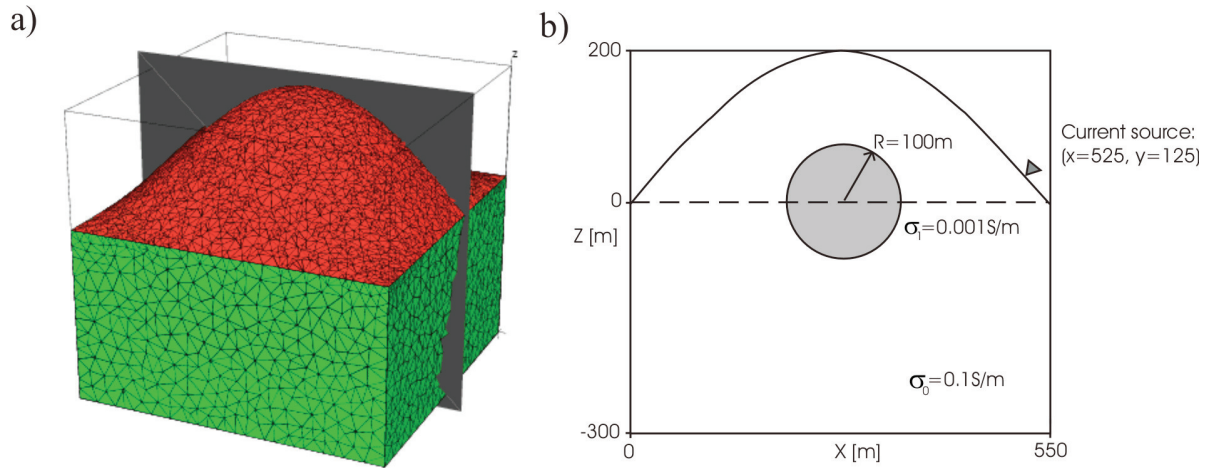 a)
z
b)
200
R=100m
Current source:
(x=525, y=125)
0
Z [m]
σ₁=0.001S/m
σ₀=0.1S/m
-300
0
X [m]
550